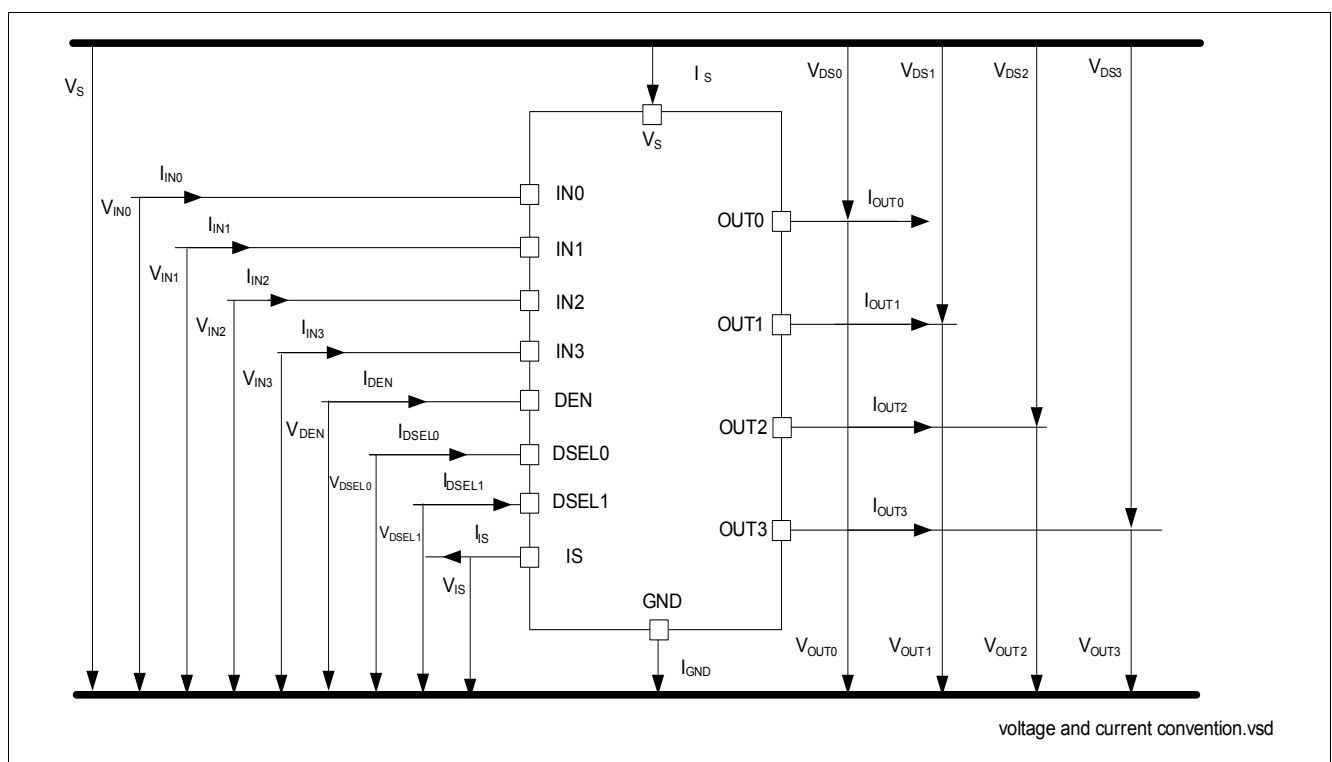 V_S
I_S
V_DS0
V_DS1
V_DS2
V_DS3
V_S
I_IN0
V_IN0
IN0
OUT0
I_OUT0
I_IN1
V_IN1
IN1
I_IN2
V_IN2
IN2
OUT1
I_OUT1
I_IN3
V_IN3
IN3
I_DEN
V_DEN
DEN
OUT2
I_OUT2
I_DSEL0
V_DSEL0
DSEL0
I_DSEL1
V_DSEL1
DSEL1
OUT3
I_OUT3
I_IS
V_IS
IS
GND
I_GND
V_OUT0
V_OUT1
V_OUT2
V_OUT3
voltage and current convention.vsd